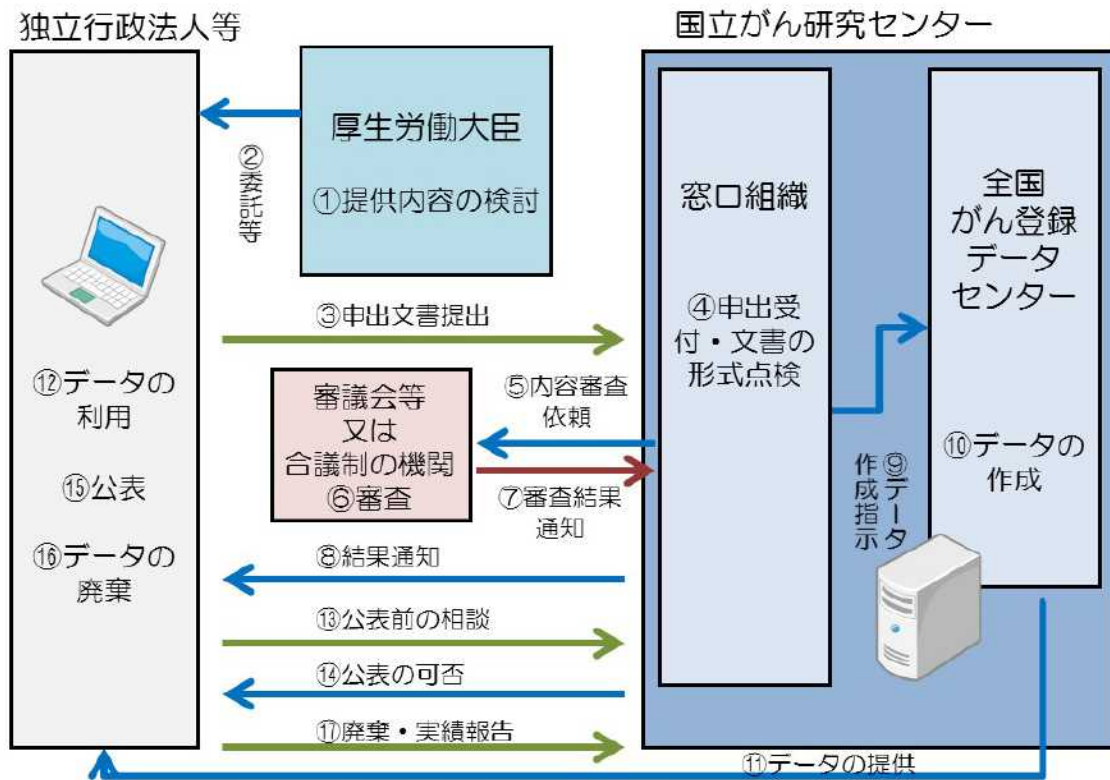 独立行政法人等
国立がん研究センター
厚生労働大臣
①提供内容の検討
②委託等
窓口組織
④申出受
付・文書の
形式点検
全国
がん登録
データ
センター
③申出文書提出
⑫データの
利用
⑮公表
⑯データの
廃棄
審議会等
又は
合議制の機関
⑥審査
⑤内容審査
依頼
⑦審査結果
通知
⑨データ
作成指示
⑩データの
作成
⑧結果通知
⑬公表前の相談
⑭公表の可否
⑰廃棄・実績報告
⑪データの提供